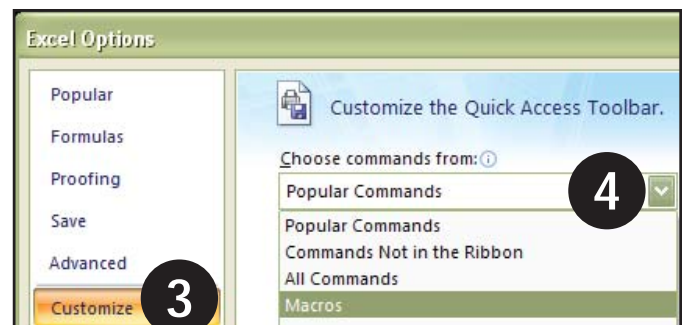 Excel Options
Popular
Formulas
Proofing
Save
Advanced
Customize
3
Customize the Quick Access Toolbar.
Choose commands from:
Popular Commands
4
Popular Commands
Commands Not in the Ribbon
All Commands
Macros